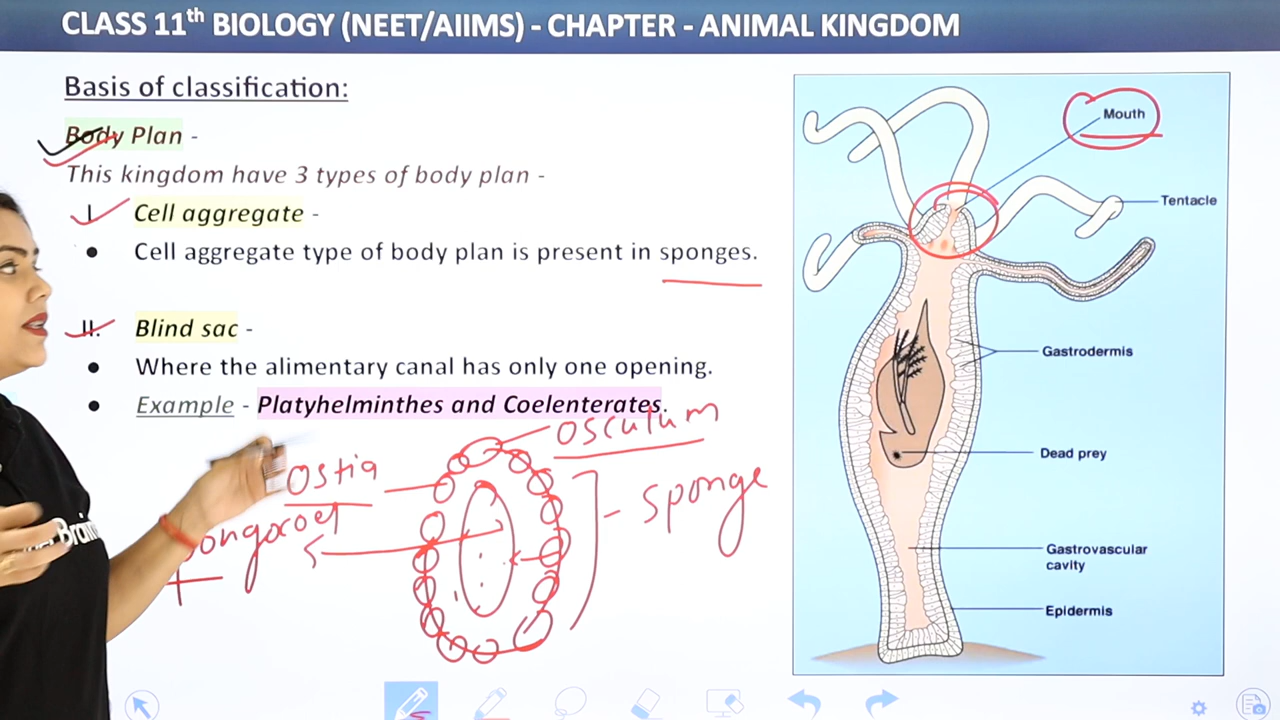 CLASS 11th BIOLOGY (NEET/AIIMS) - CHAPTER - ANIMAL KINGDOM
Basis of classification:
Body Plan -
This kingdom have 3 types of body plan -
I. Cell aggregate -
• Cell aggregate type of body plan is present in sponges.
II. Blind sac -
• Where the alimentary canal has only one opening.
• Example - Platyhelminthes and Coelenterates.
osculum
ostia
sponge
Mouth
Tentacle
Gastrodermis
Dead prey
Gastrovascular
cavity
Epidermis